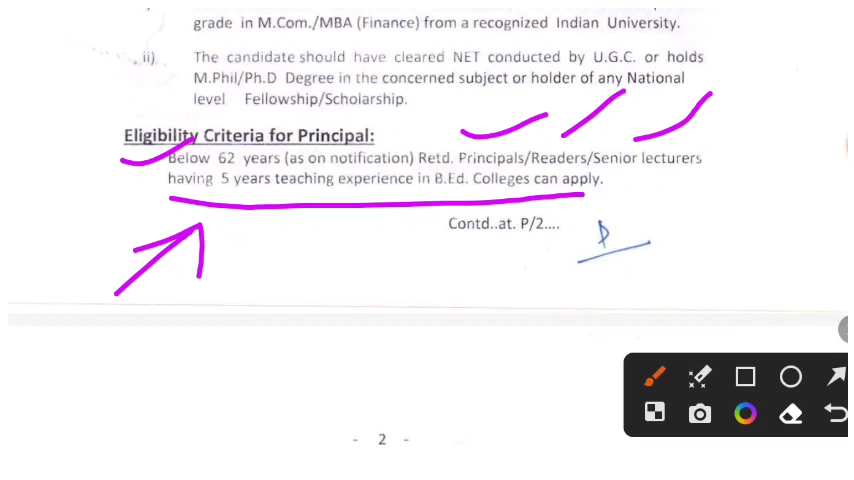 grade in M.Com./MBA (Finance) from a recognized Indian University.
ii) The candidate should have cleared NET conducted by U.G.C. or holds
M.Phil/Ph.D Degree in the concerned subject or holder of any National
level Fellowship/Scholarship.
Eligibility Criteria for Principal:
Below 62 years (as on notification) Retd. Principals/Readers/Senior lecturers
having 5 years teaching experience in B.Ed. Colleges can apply.
Contd..at. P/2....
- 2 -